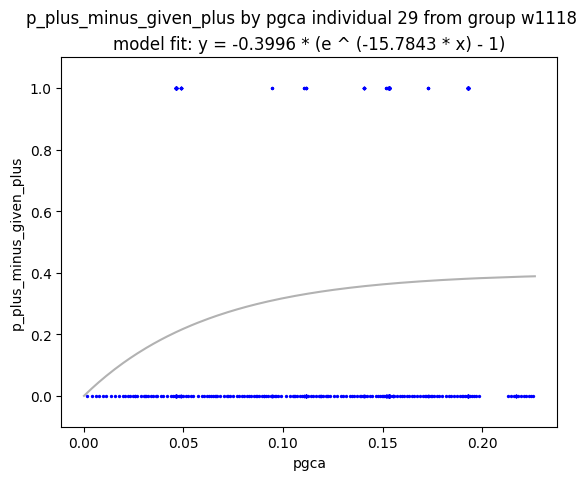 p_plus_minus_given_plus by pgca individual 29 from group w1118
model fit: y = -0.3996 * (e ^ (-15.7843 * x) - 1)
1.0
0.8
0.6
0.4
0.2
0.0
p_plus_minus_given_plus
0.00 0.05 0.10 0.15 0.20
pgca